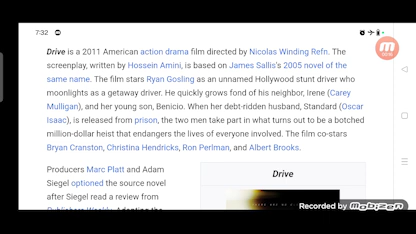 7:32
Drive is a 2011 American action drama film directed by Nicolas Winding Refn. The
screenplay, written by Hossein Amini, is based on James Sallis's 2005 novel of
the same name. The film stars Ryan Gosling as an unnamed Hollywood stunt driver who
moonlights as a getaway driver. He quickly grows fond of his neighbor, Irene (Carey
Mulligan), and her young son, Benicio. When her debt-ridden husband, Standard (Oscar
Isaac), is released from prison, the two men take part in what turns out to be a botched
million-dollar heist that endangers the lives of everyone involved. The film co-stars
Bryan Cranston, Christina Hendricks, Ron Perlman, and Albert Brooks.
Producers Marc Platt and Adam
Siegel optioned the source novel
after Siegel read a review from
Publishers Weekly. Adapting the
Drive
Recorded by Mobizen